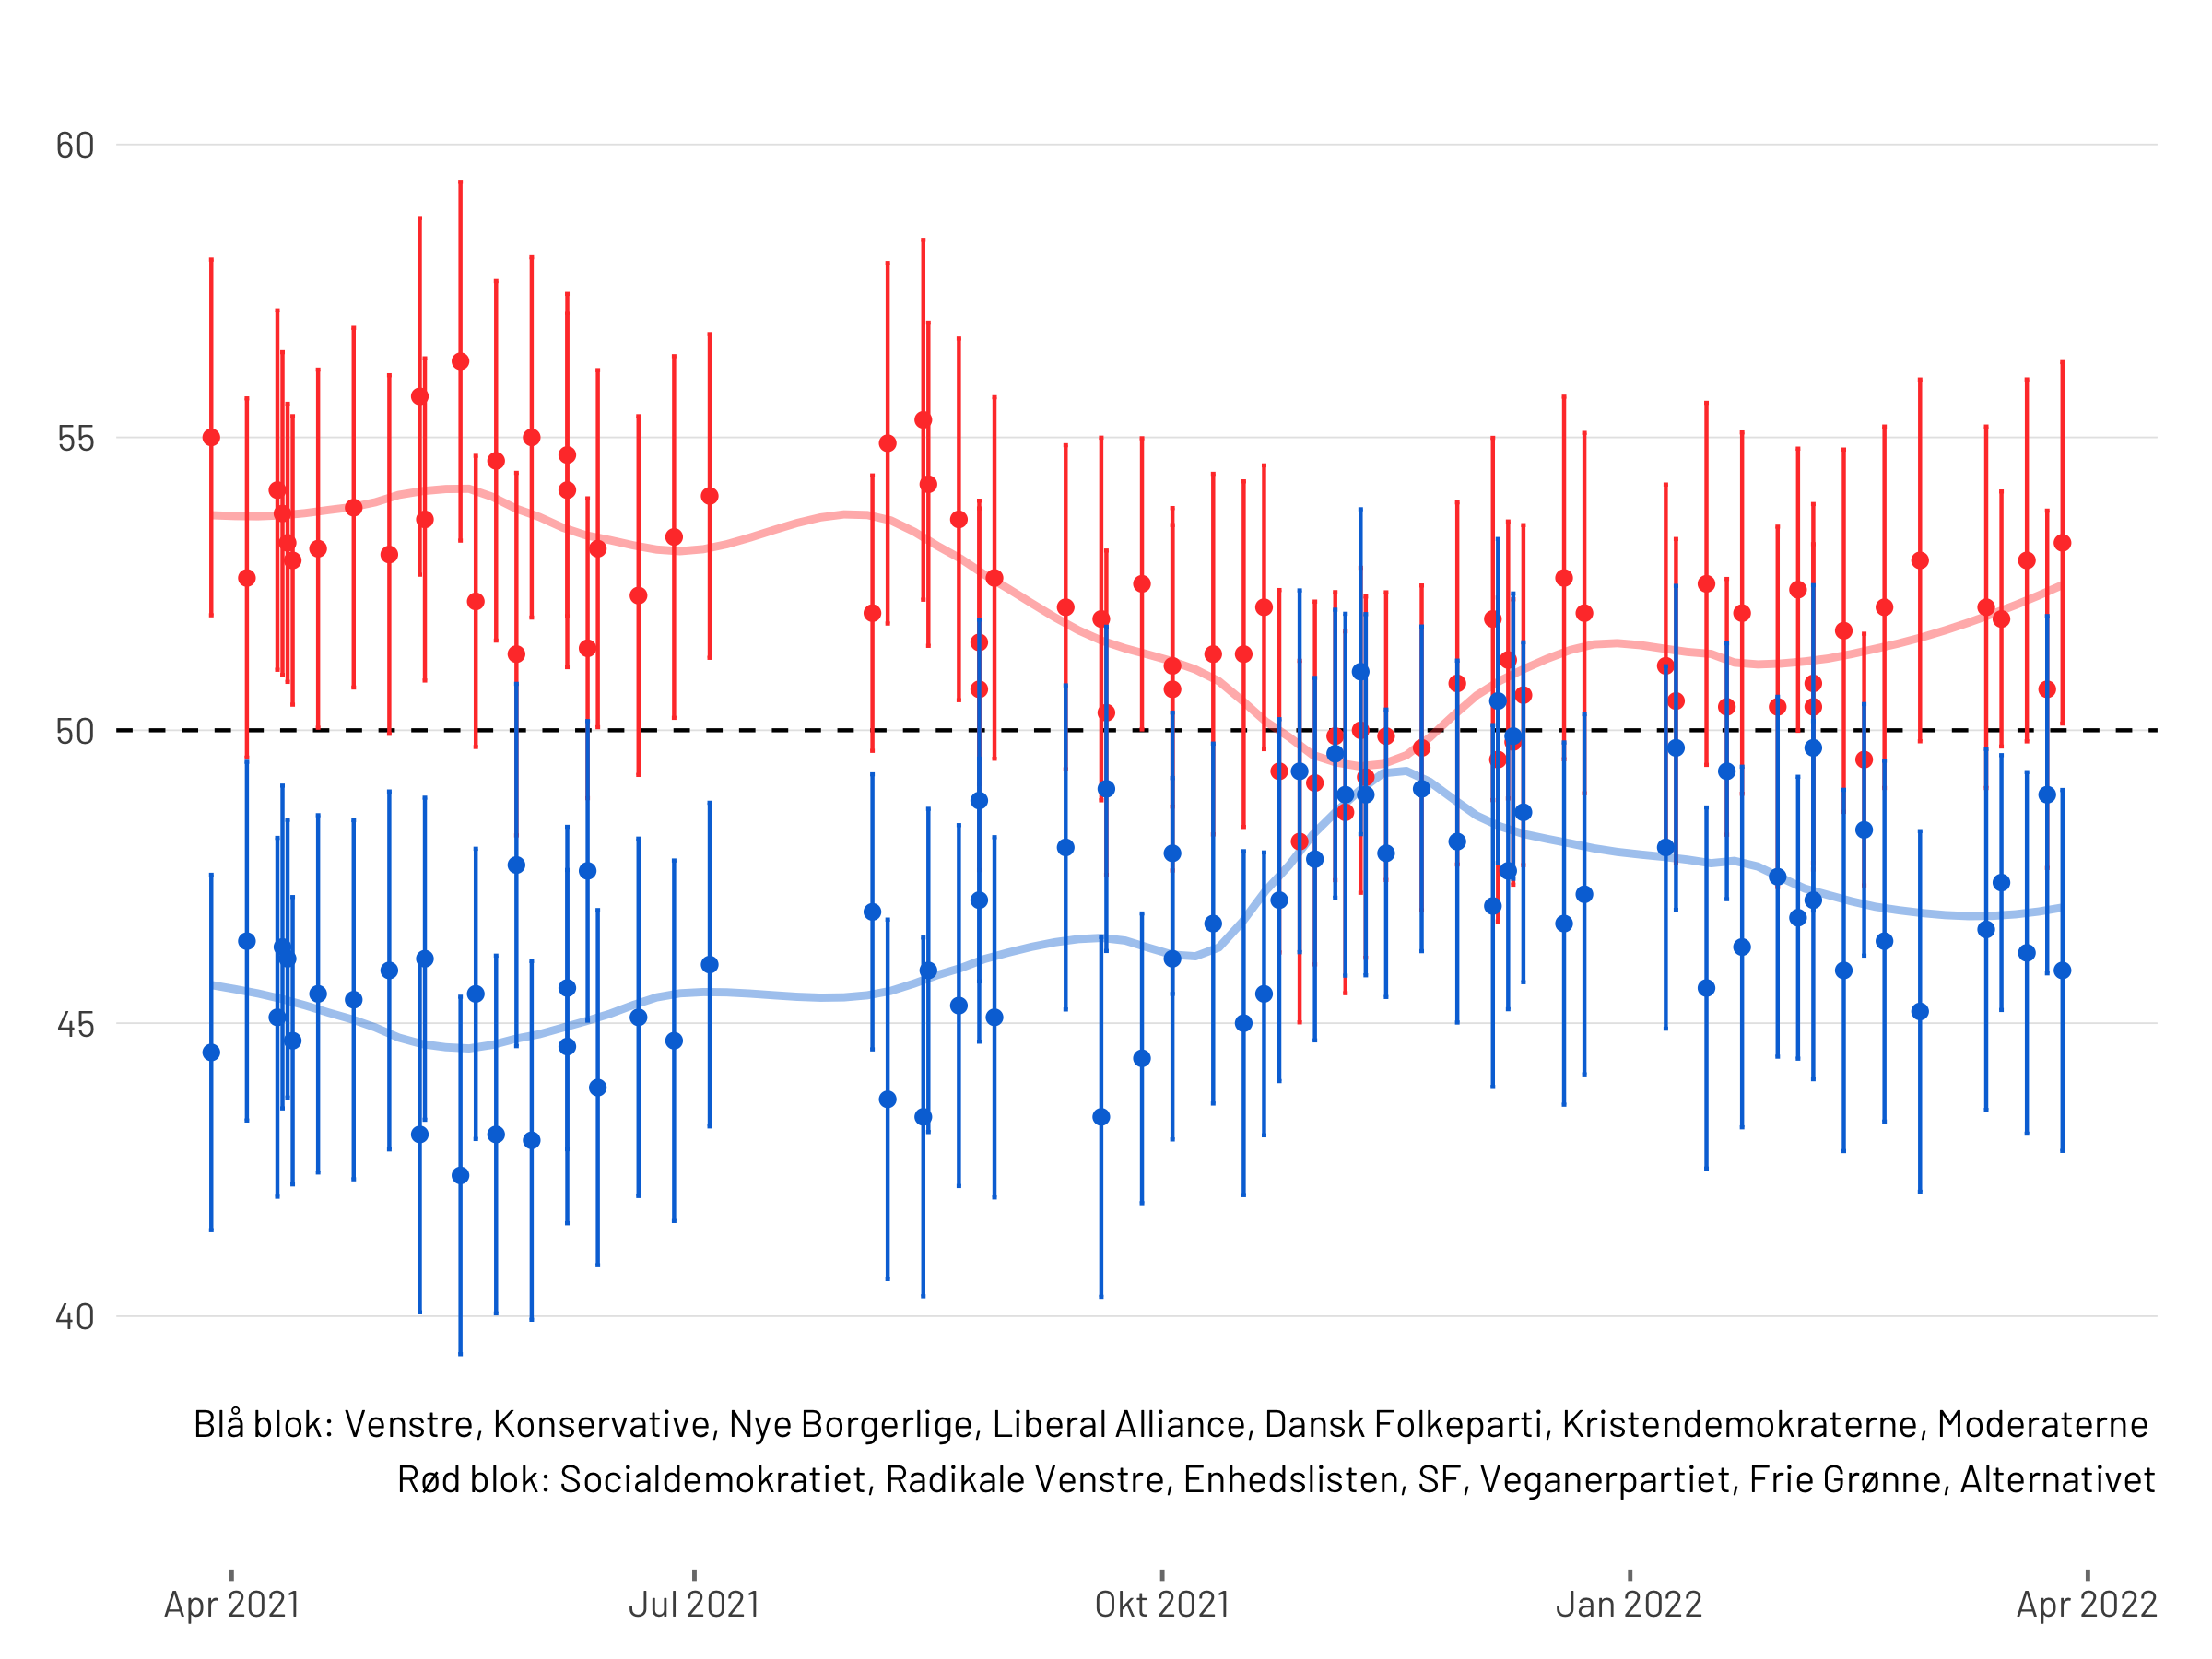 60
55
50
45
40
Blå blok: Venstre, Konservative, Nye Borgerlige, Liberal Alliance, Dansk Folkeparti, Kristendemokraterne, Moderaterne
Rød blok: Socialdemokratiet, Radikale Venstre, Enhedslisten, SF, Veganerpartiet, Frie Grønne, Alternativet
Apr 2021
Jul 2021
Okt 2021
Jan 2022
Apr 2022